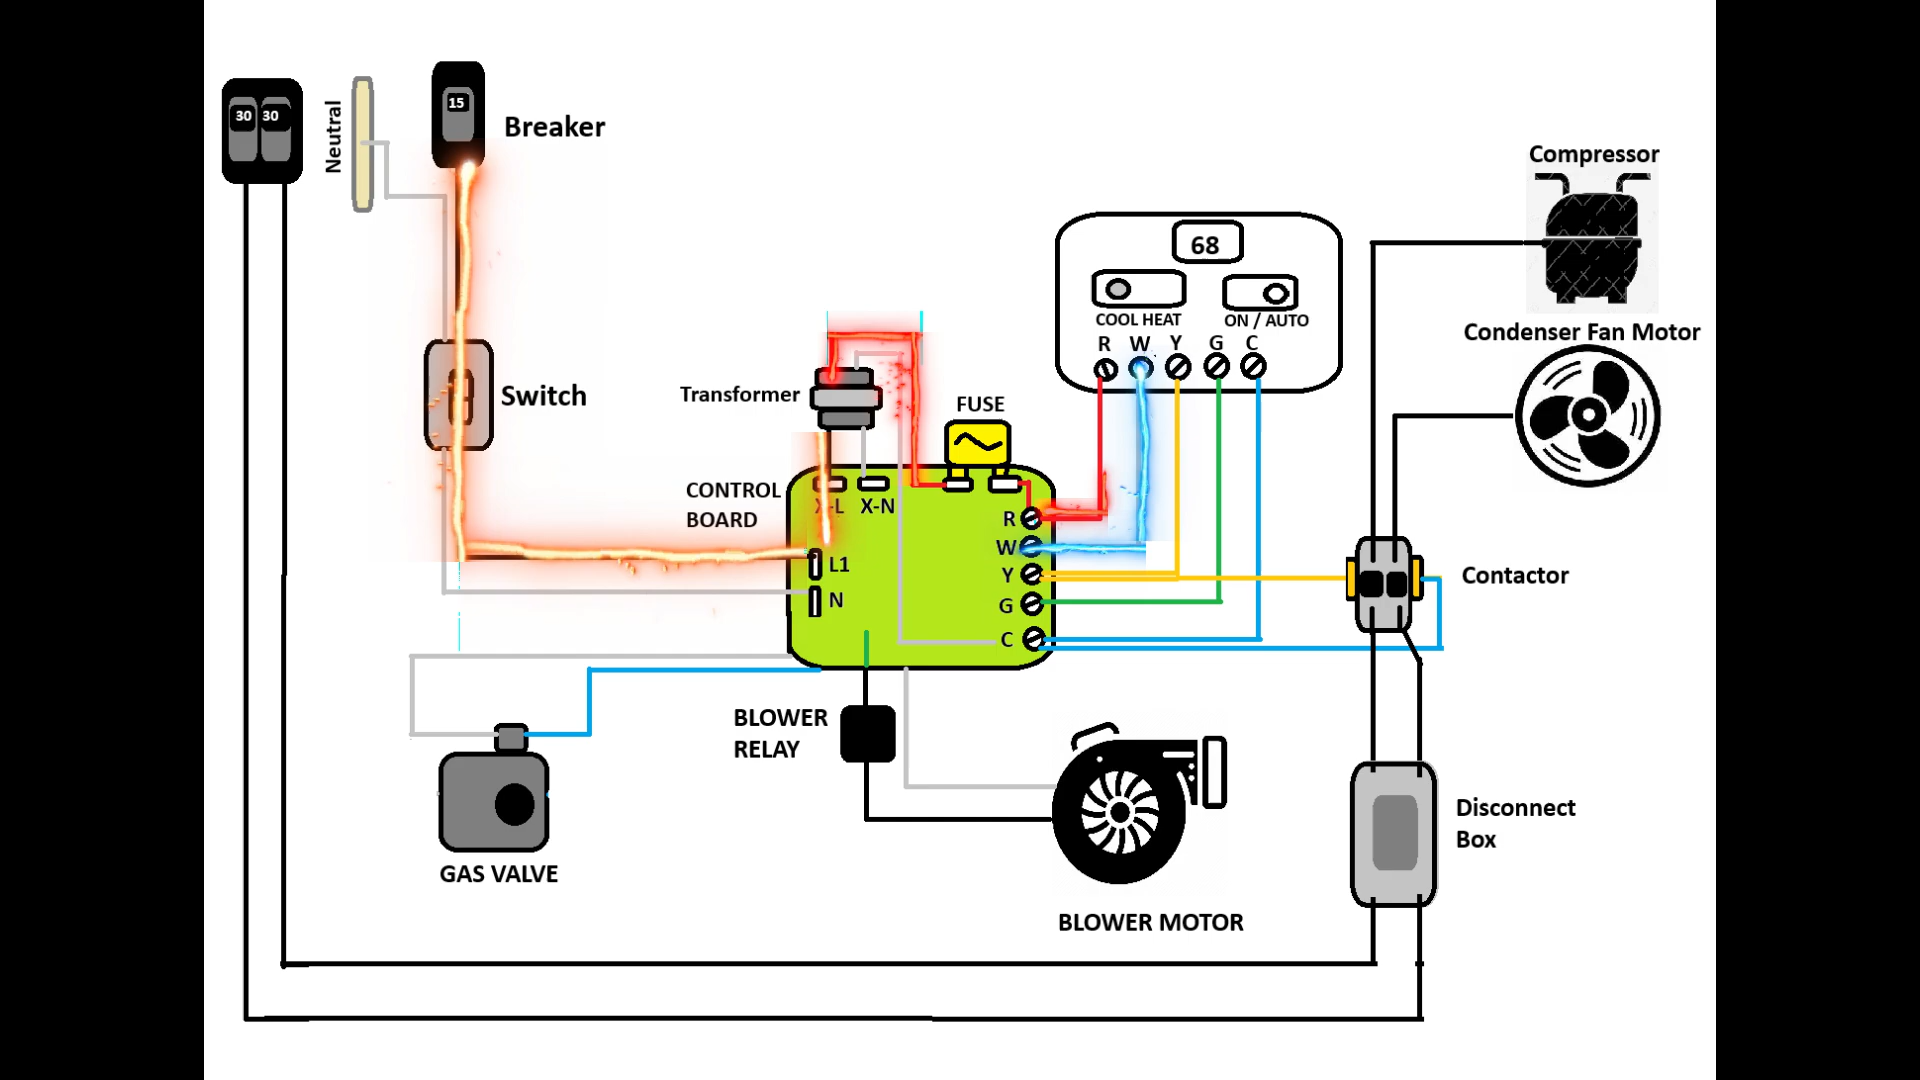 30 30
Neutral
15
Breaker
Switch
Transformer
CONTROL
BOARD
X-L X-N
FUSE
L1
N
R
W
Y
G
C
68
COOL HEAT
ON / AUTO
R W Y G C
Compressor
Condenser Fan Motor
Contactor
Disconnect
Box
BLOWER
RELAY
BLOWER MOTOR
GAS VALVE